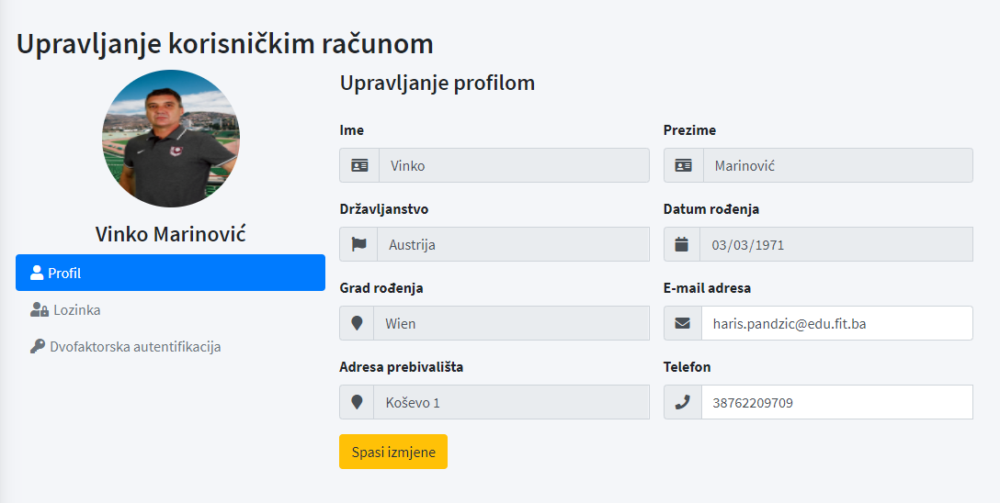 Upravljanje korisničkim računom
Vinko Marinović
Profil
Lozinka
Dvofaktorska autentifikacija
Upravljanje profilom
Ime
Vinko
Prezime
Marinović
Državljanstvo
Austrija
Datum rođenja
03/03/1971
Grad rođenja
Wien
E-mail adresa
haris.pandzic@edu.fit.ba
Adresa prebivališta
Koševo 1
Telefon
38762209709
Spasi izmjene